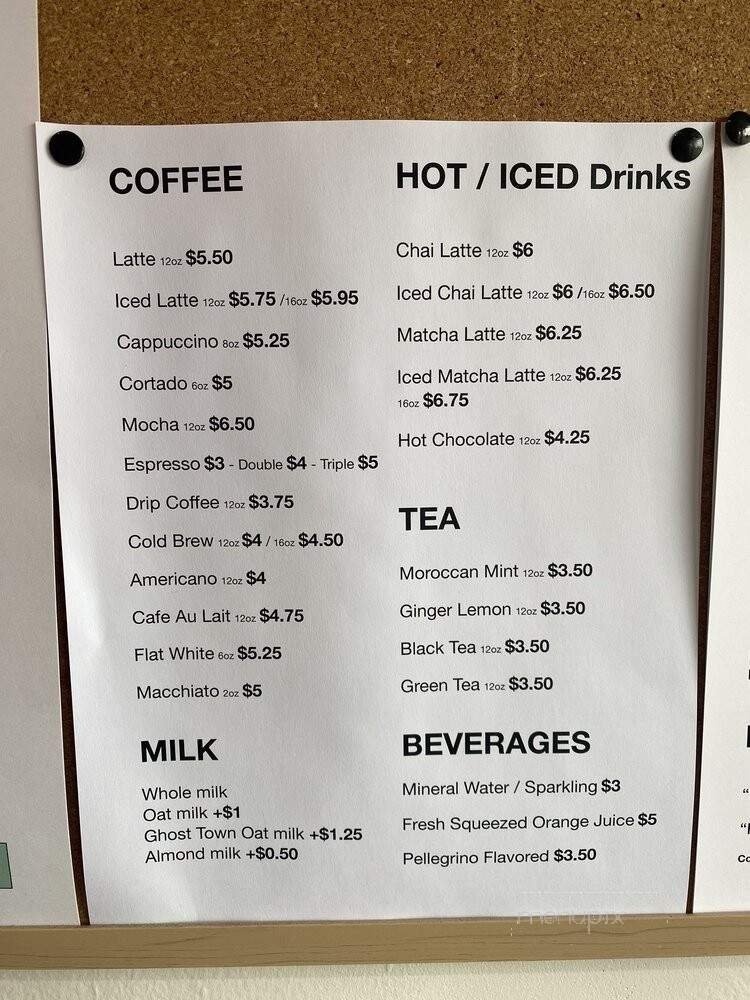 COFFEE
Latte 12oz $5.50
Iced Latte 12oz $5.75 /16oz $5.95
Cappuccino 8oz $5.25
Cortado 6oz $5
Mocha 12oz $6.50
Espresso $3 - Double $4 - Triple $5
Drip Coffee 12oz $3.75
Cold Brew 12oz $4 / 16oz $4.50
Americano 12oz $4
Cafe Au Lait 12oz $4.75
Flat White 6oz $5.25
Macchiato 2oz $5
MILK
Whole milk
Oat milk +$1
Ghost Town Oat milk +$1.25
Almond milk +$0.50
HOT / ICED Drinks
Chai Latte 12oz $6
Iced Chai Latte 12oz $6 /16oz $6.50
Matcha Latte 12oz $6.25
Iced Matcha Latte 12oz $6.25
16oz $6.75
Hot Chocolate 12oz $4.25
TEA
Moroccan Mint 12oz $3.50
Ginger Lemon 12oz $3.50
Black Tea 12oz $3.50
Green Tea 12oz $3.50
BEVERAGES
Mineral Water / Sparkling $3
Fresh Squeezed Orange Juice $5
Pellegrino Flavored $3.50
menupix